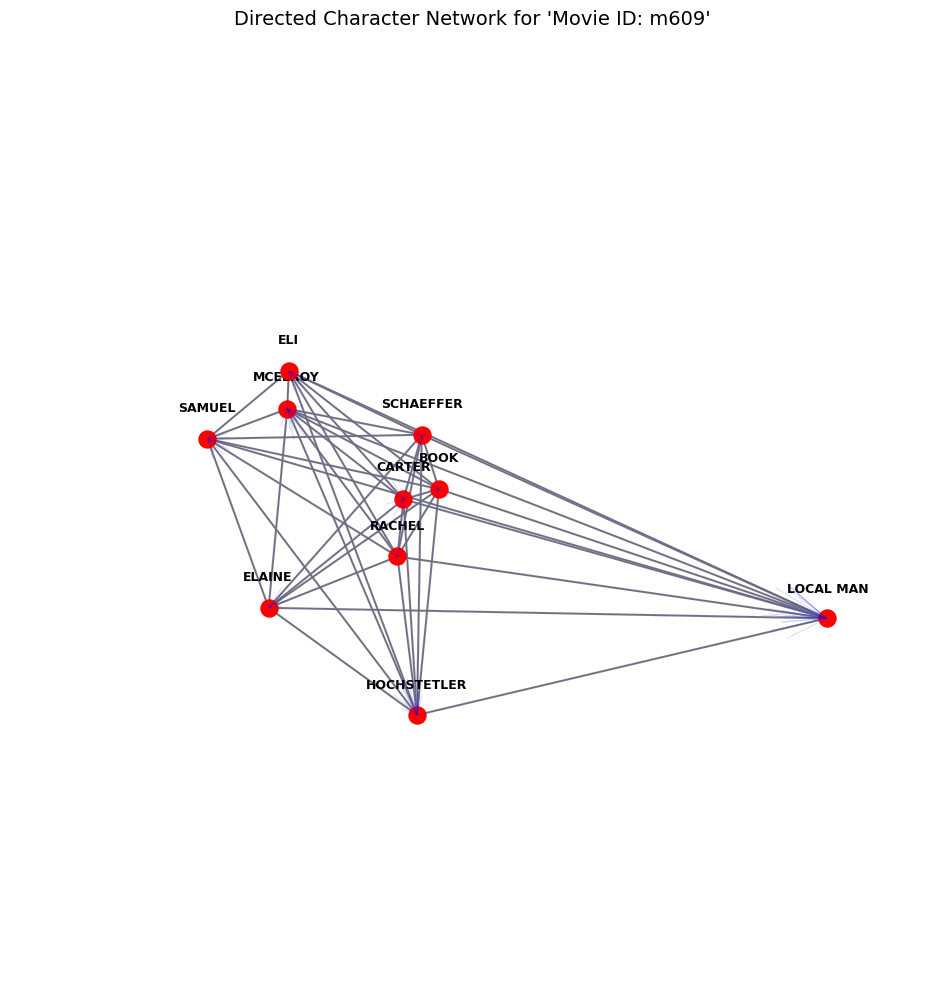 Directed Character Network for 'Movie ID: m609'
ELI
MCELROY
SCHAEFFER
SAMUEL
BOOK
CARTER
RACHEL
ELAINE
LOCAL MAN
HOCHSTETLER